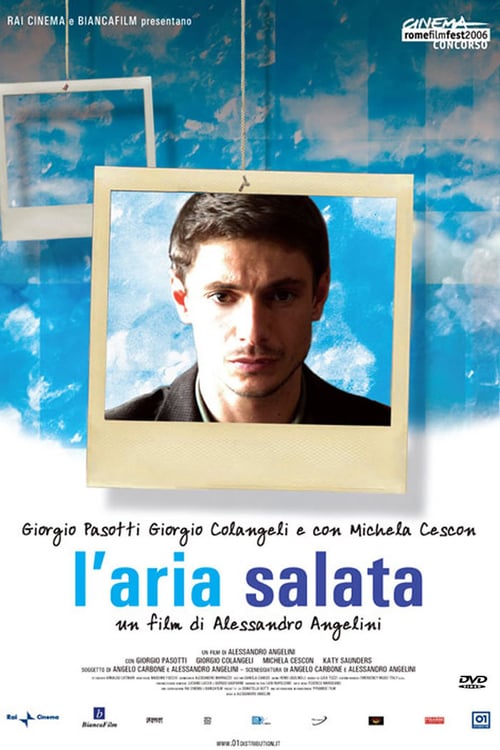 RAI CINEMA e BIANCAFILM presentano
CINEMA
romefilmfest2006
CONCORSO
Giorgio Pasotti Giorgio Colangeli e con Michela Cescon
l'aria salata
un film di Alessandro Angelini
UN FILM DI ALESSANDRO ANGELINI
CON GIORGIO PASOTTI GIORGIO COLANGELI MICHELA CESCON KATY SAUNDERS
SOGGETTO DI ANGELO CARBONE E ALESSANDRO ANGELINI - SCENEGGIATURA DI ANGELO CARBONE E ALESSANDRO ANGELINI
Rai Cinema
BiancaFilm
01
DVD
www.01DISTRIBUTION.IT